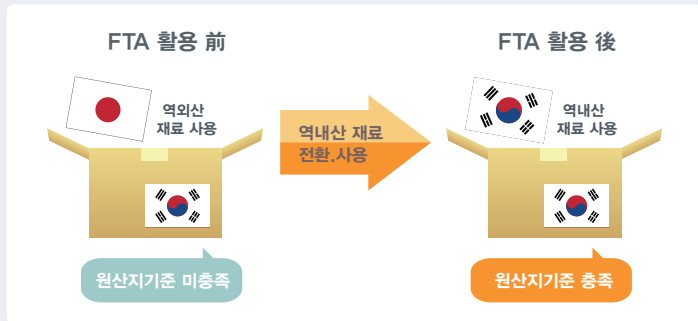 FTA 활용 前
FTA 활용 後
역외산
재료 사용
역내산 재료
전환.사용
역내산
재료 사용
원산지기준 미충족
원산지기준 충족